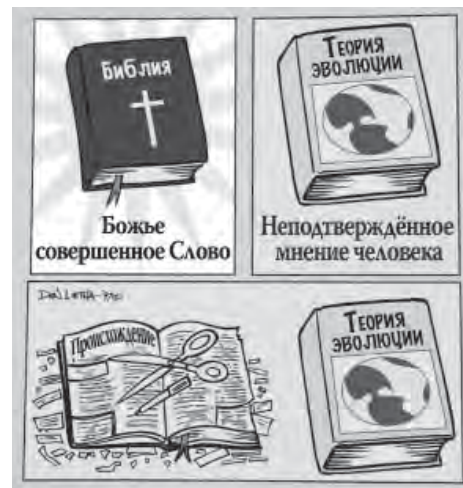 Библия
Божье
совершенное Слово
Теория
эволюции
Неподтверждённое
мнение человека
Происхождение
Теория
эволюции